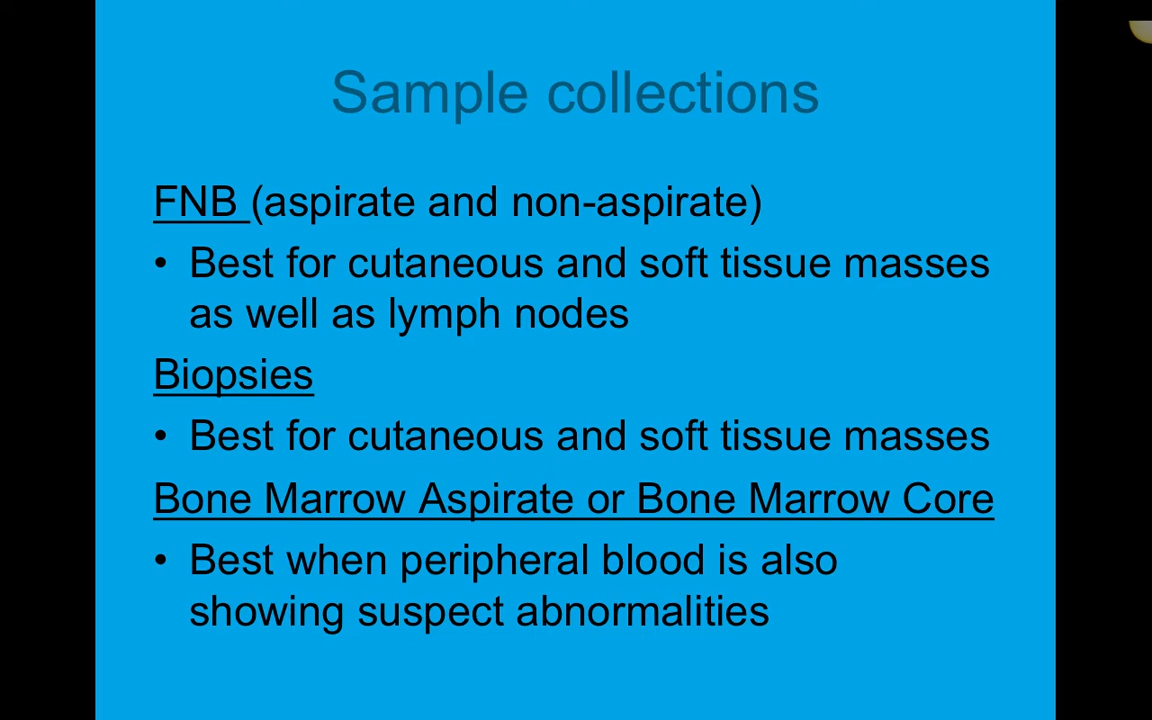 Sample collections
FNB (aspirate and non-aspirate)
• Best for cutaneous and soft tissue masses
as well as lymph nodes
Biopsies
• Best for cutaneous and soft tissue masses
Bone Marrow Aspirate or Bone Marrow Core
• Best when peripheral blood is also
showing suspect abnormalities